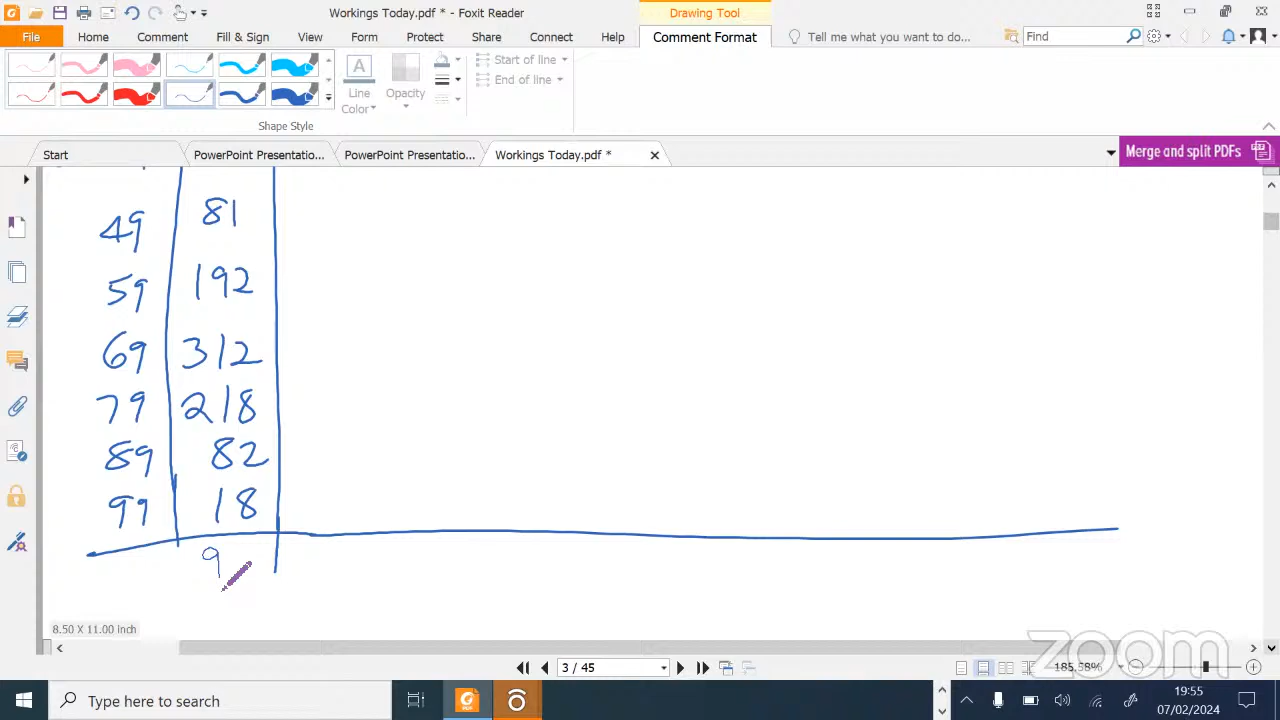 Workings Today.pdf * - Foxit Reader
Drawing Tool
File Home Comment Fill & Sign View Form Protect Share Connect Help Comment Format Tell me what you want to do... Find
Line Color
Opacity
Start of line
End of line
Shape Style
Start PowerPoint Presentatio... PowerPoint Presentatio... Workings Today.pdf *
Merge and split PDFs
49 81
59 192
69 312
79 218
89 82
99 18
9
8.50 X 11.00 inch
zoom
3 / 45
185.58%
Type here to search
19:55
07/02/2024